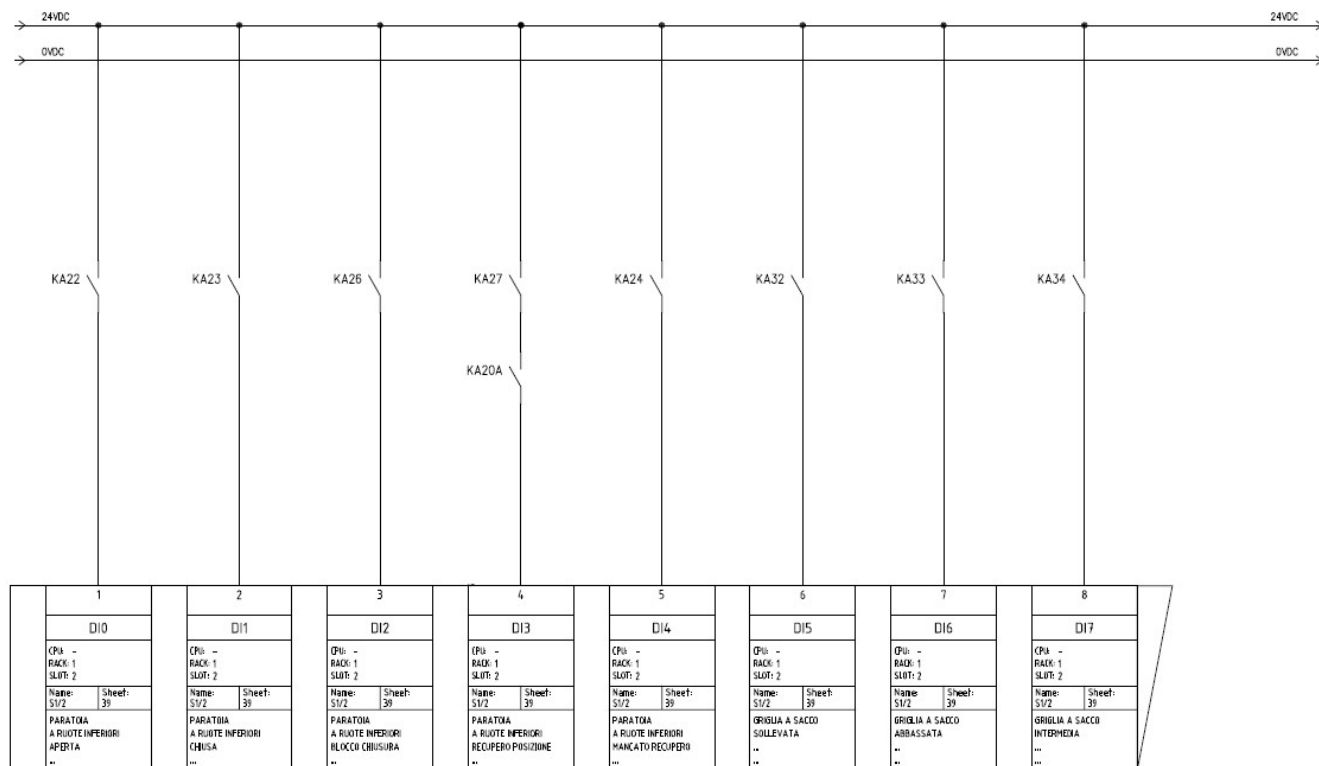 24VDC 24VDC
0VDC 0VDC
KA22 KA23 KA26 KA27 KA24 KA32 KA33 KA34
KA20A
1 2 3 4 5 6 7 8
DI0 DI1 DI2 DI3 DI4 DI5 DI6 DI7
CPU: - CPU: - CPU: - CPU: - CPU: - CPU: - CPU: - CPU: -
RACK: 1 RACK: 1 RACK: 1 RACK: 1 RACK: 1 RACK: 1 RACK: 1 RACK: 1
SLOT: 2 SLOT: 2 SLOT: 2 SLOT: 2 SLOT: 2 SLOT: 2 SLOT: 2 SLOT: 2
Name: Sheet: Name: Sheet: Name: Sheet: Name: Sheet: Name: Sheet: Name: Sheet: Name: Sheet: Name: Sheet:
S1/2 39 S1/2 39 S1/2 39 S1/2 39 S1/2 39 S1/2 39 S1/2 39 S1/2 39
PARATOIA PARATOIA PARATOIA PARATOIA PARATOIA GRIGLIA A SACCO GRIGLIA A SACCO GRIGLIA A SACCO
A RUOTE INFERIORI A RUOTE INFERIORI A RUOTE INFERIORI A RUOTE INFERIORI A RUOTE INFERIORI SOLLEVATA ABBASSATA INTERMEDIA
APERTA CHIUSA BLOCCO CHIUSURA RECUPERO POSIZIONE MANCATO RECUPERO ... ... ...
... ... ... ... ... ... ... ...